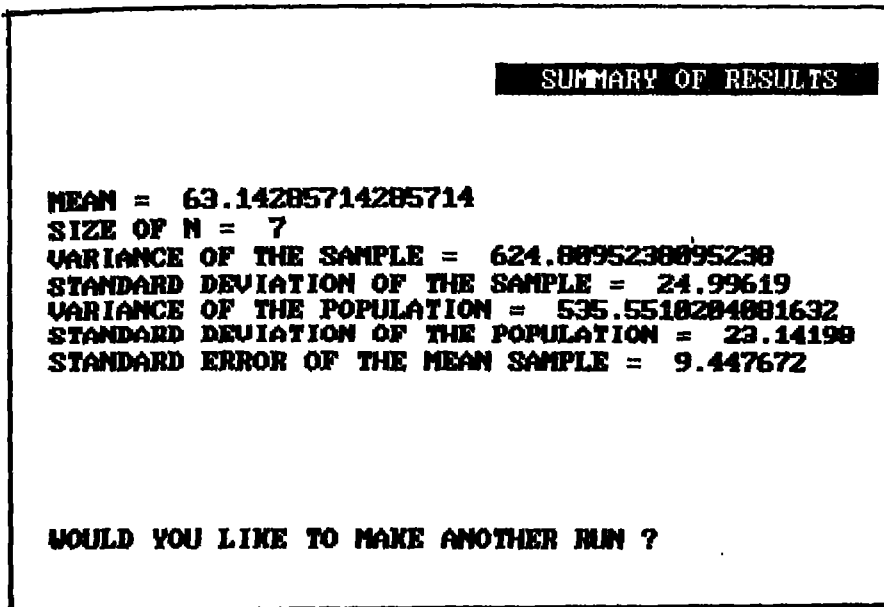 SUMMARY OF RESULTS
MEAN = 63.14285714285714
SIZE OF N = 7
VARIANCE OF THE SAMPLE = 624.8095238095238
STANDARD DEVIATION OF THE SAMPLE = 24.99619
VARIANCE OF THE POPULATION = 535.5510204081632
STANDARD DEVIATION OF THE POPULATION = 23.14198
STANDARD ERROR OF THE MEAN SAMPLE = 9.447672
WOULD YOU LIKE TO MAKE ANOTHER RUN ?